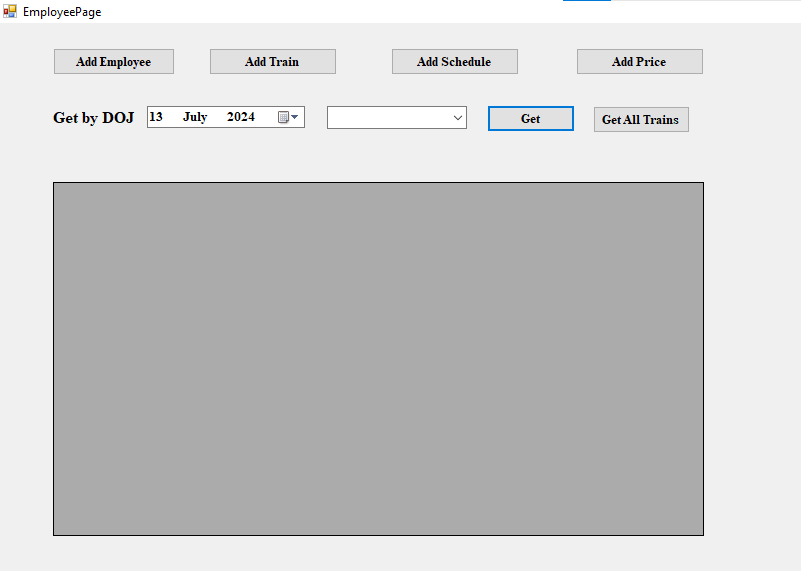 EmployeePage
Add Employee Add Train Add Schedule Add Price
Get by DOJ 13 July 2024 Get Get All Trains